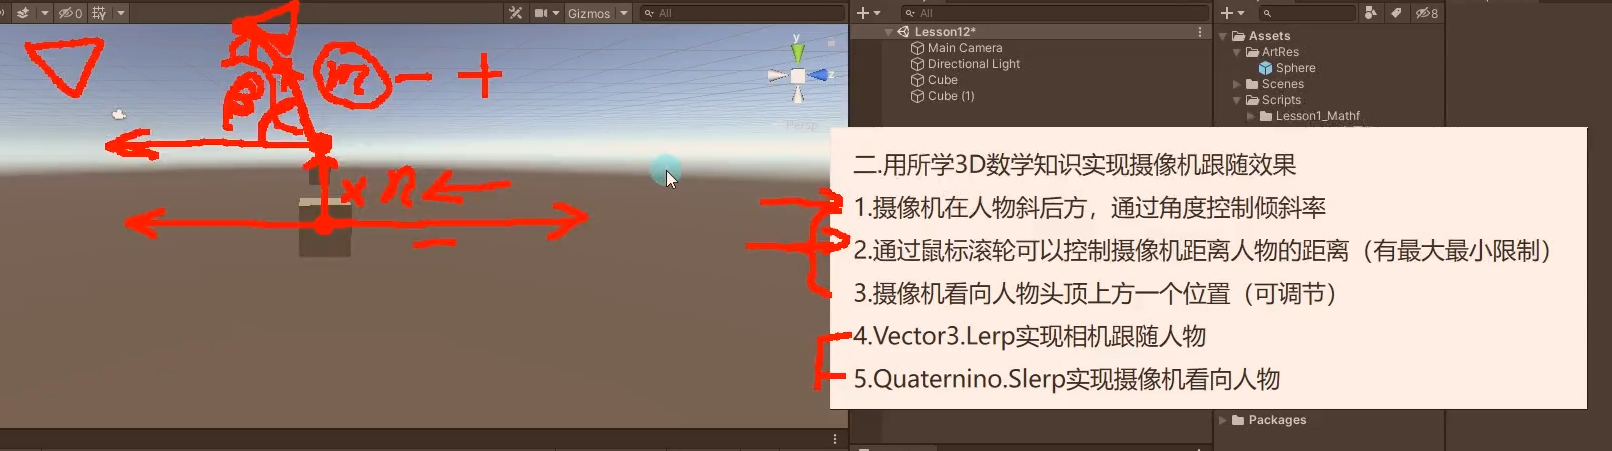 0
Gizmos
All
y
z
Persp
β
m
- +
x n
All
Lesson12*
Main Camera
Directional Light
Cube
Cube (1)
8
Assets
ArtRes
Sphere
Scenes
Scripts
Lesson1_Mathf
二.用所学3D数学知识实现摄像机跟随效果
1.摄像机在人物斜后方，通过角度控制倾斜率
2.通过鼠标滚轮可以控制摄像机距离人物的距离（有最大最小限制）
3.摄像机看向人物头顶上方一个位置（可调节）
4.Vector3.Lerp实现相机跟随人物
5.Quaternino.Slerp实现摄像机看向人物
Packages